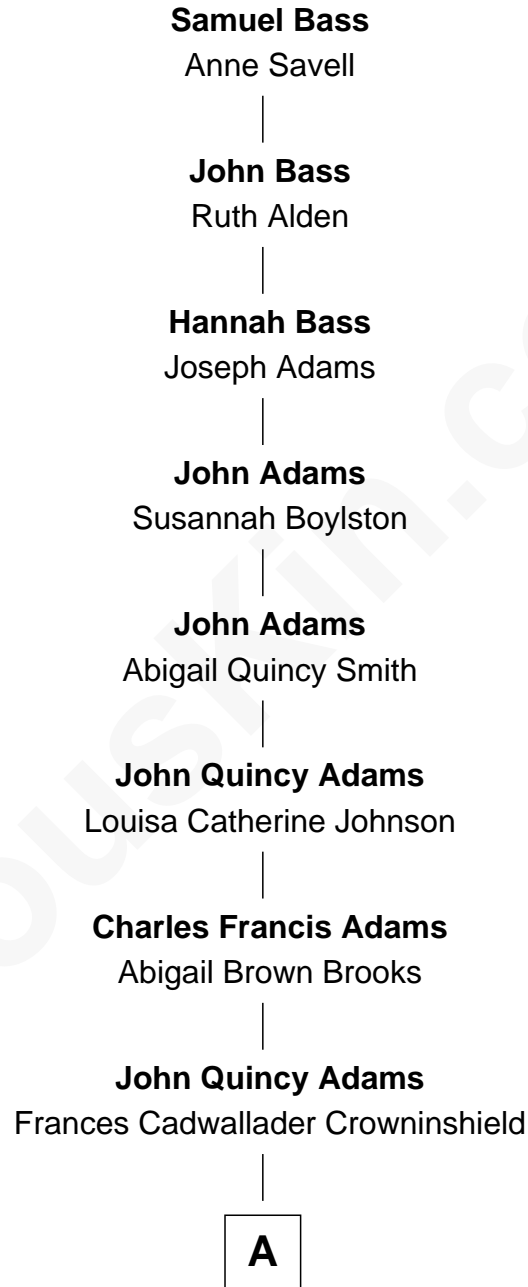 Samuel Bass
Anne Savell
John Bass
Ruth Alden
Hannah Bass
Joseph Adams
John Adams
Susannah Boylston
John Adams
Abigail Quincy Smith
John Quincy Adams
Louisa Catherine Johnson
Charles Francis Adams
Abigail Brown Brooks
John Quincy Adams
Frances Cadwallader Crowninshield
A